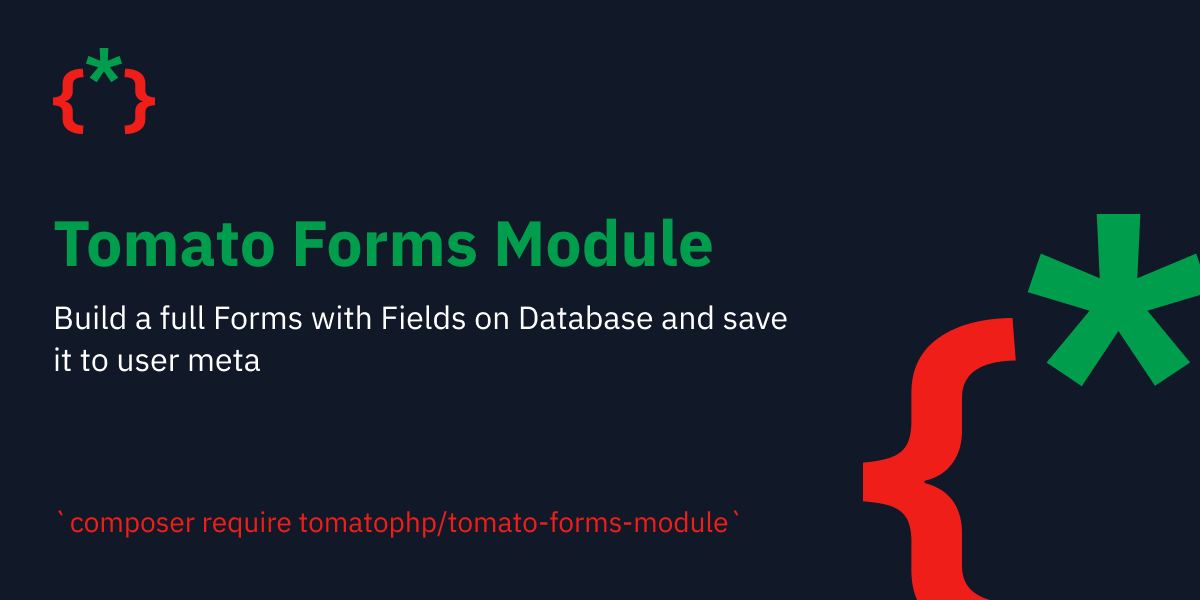 {*}
Tomato Forms Module
Build a full Forms with Fields on Database and save
it to user meta
`composer require tomatophp/tomato-forms-module`